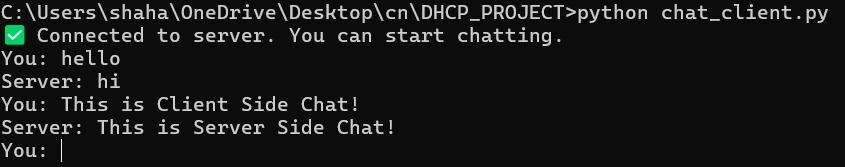 C:\Users\shaha\OneDrive\Desktop\cn\DHCP_PROJECT>python chat_client.py
✅ Connected to server. You can start chatting.
You: hello
Server: hi
You: This is Client Side Chat!
Server: This is Server Side Chat!
You: